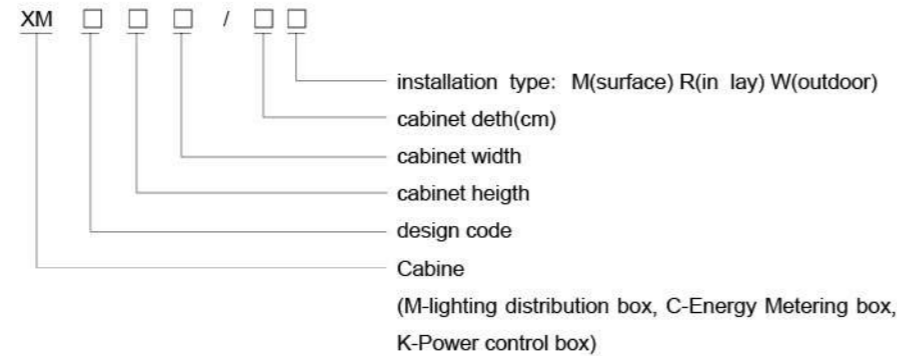 XM □ □ □ / □ □
installation type: M(surface) R(in lay) W(outdoor)
cabinet deth(cm)
cabinet width
cabinet heigth
design code
Cabine
(M-lighting distribution box, C-Energy Metering box,
K-Power control box)